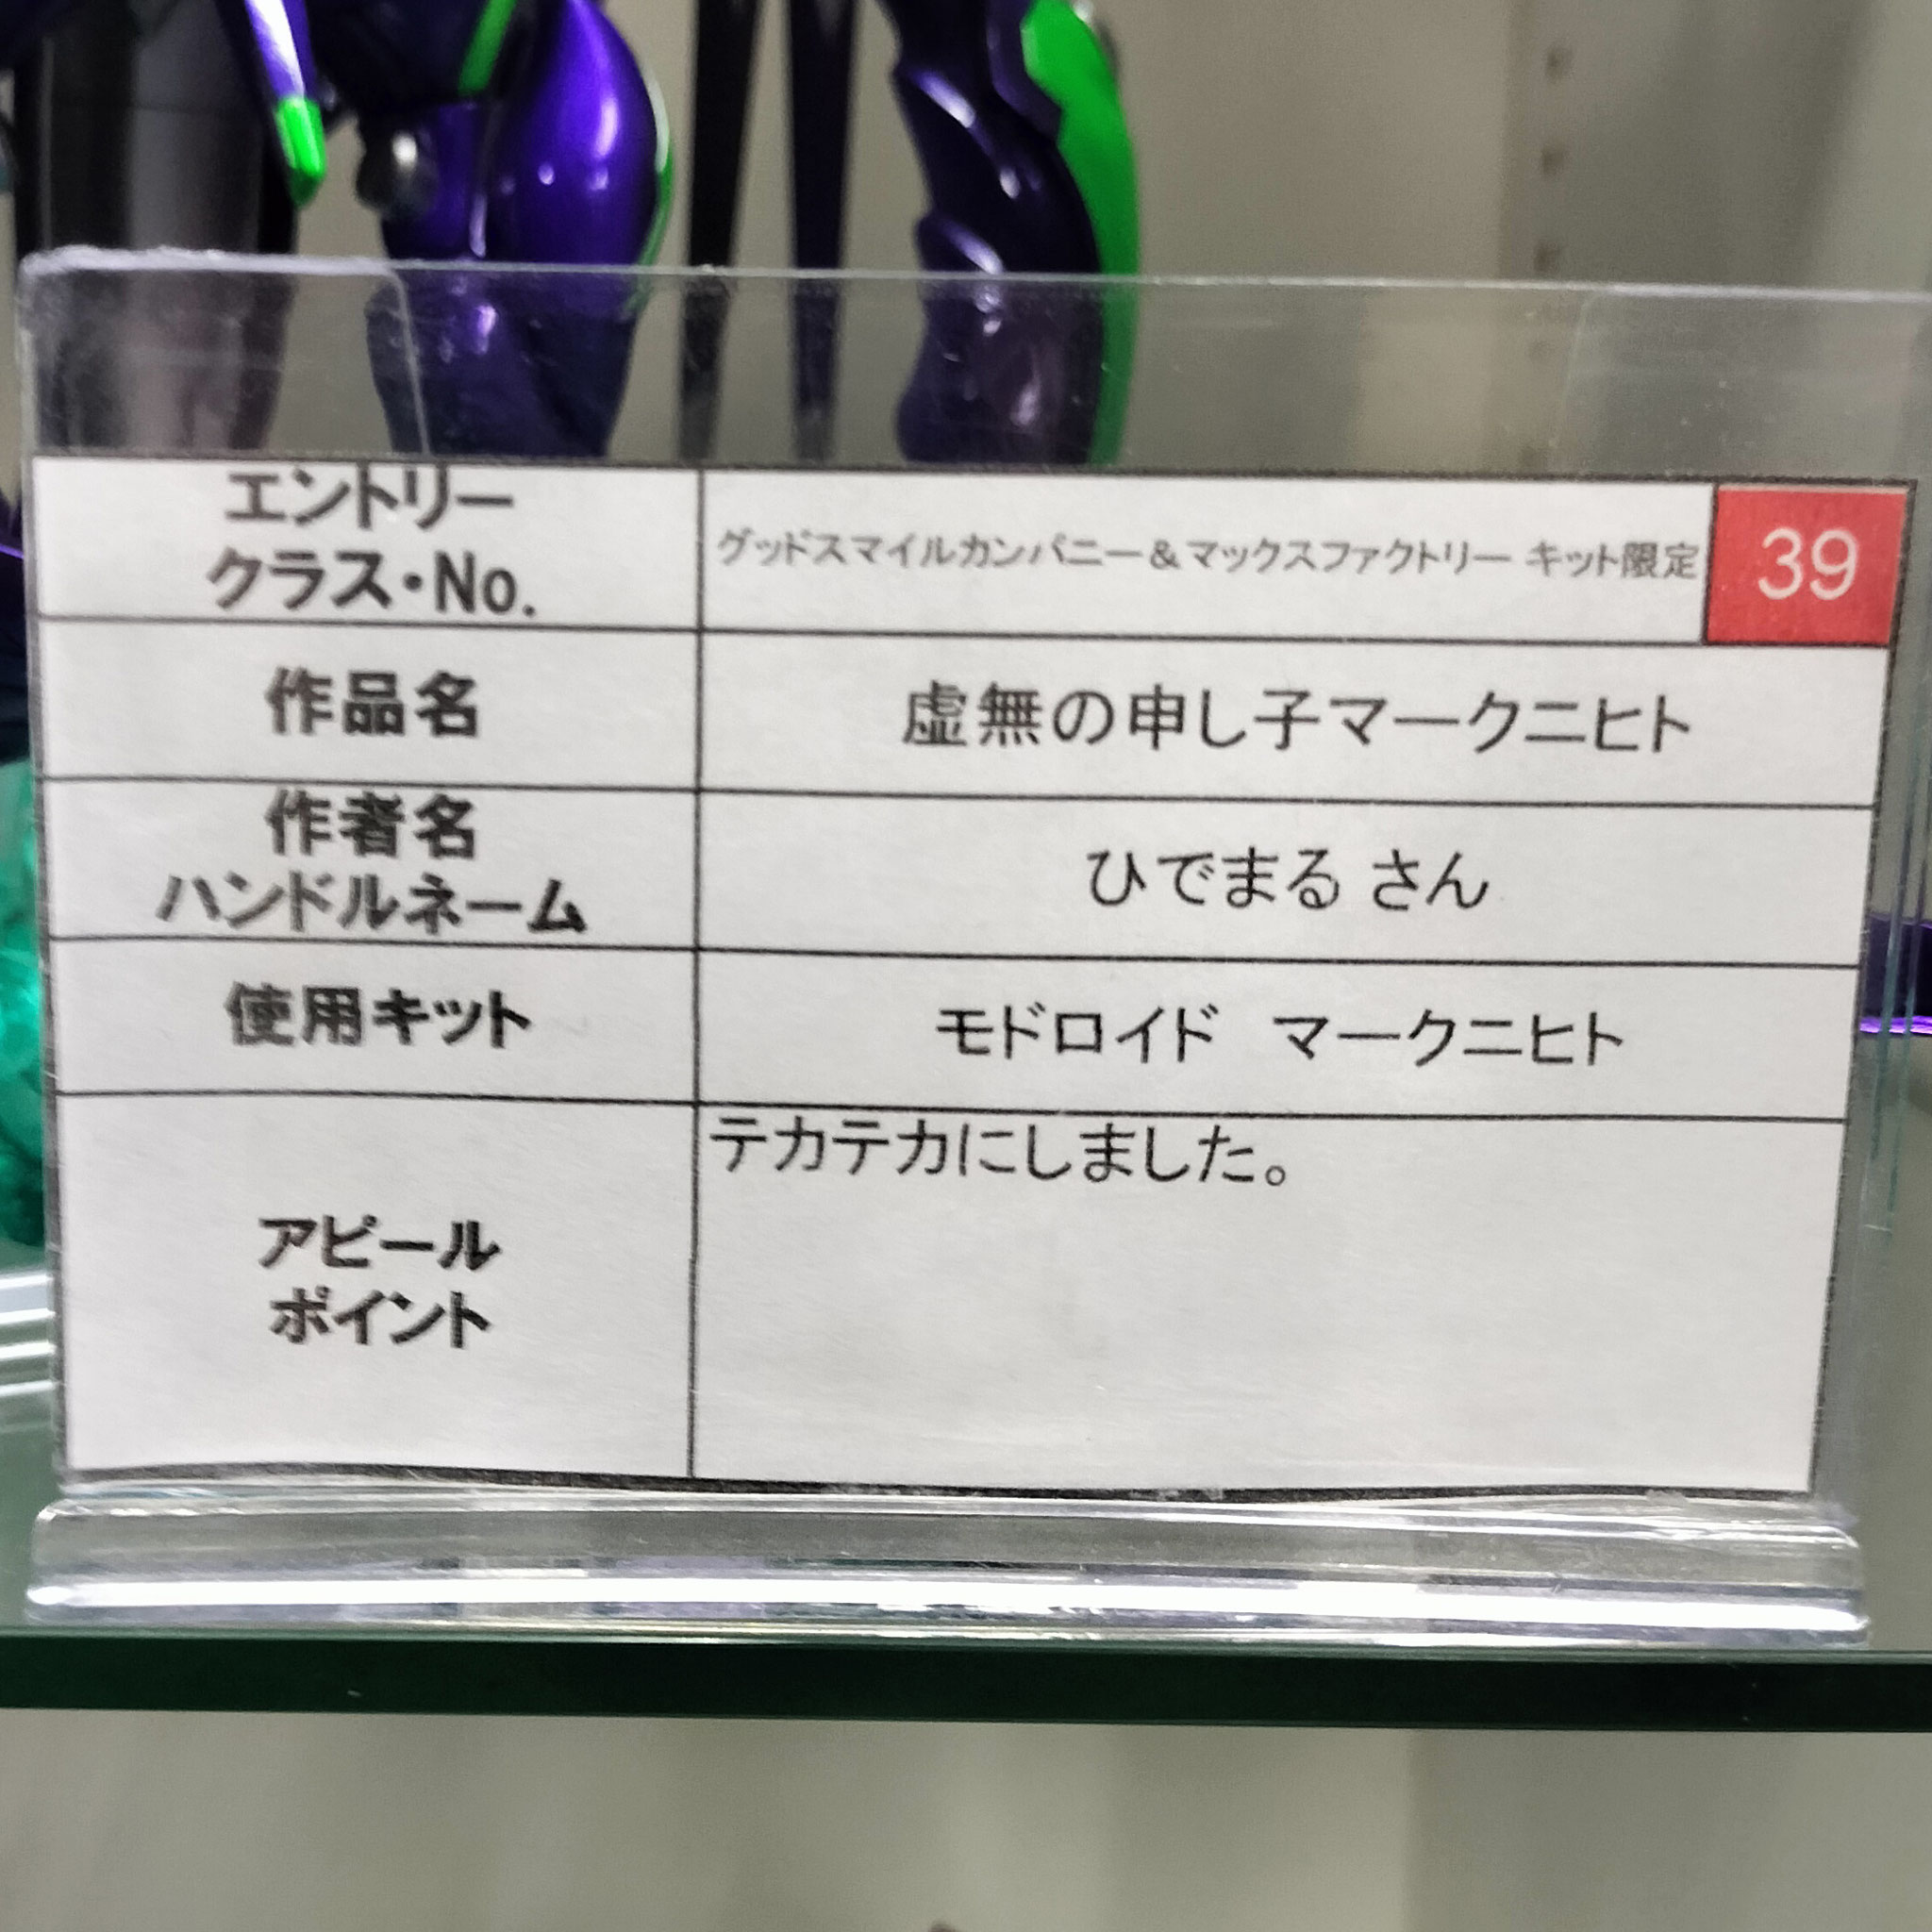 エントリー
クラス・No.
グッドスマイルカンパニー＆マックスファクトリー キット限定
39
作品名
虚無の申し子マークニヒト
作者名
ハンドルネーム
ひでまる さん
使用キット
モドロイド　マークニヒト
アピール
ポイント
テカテカにしました。